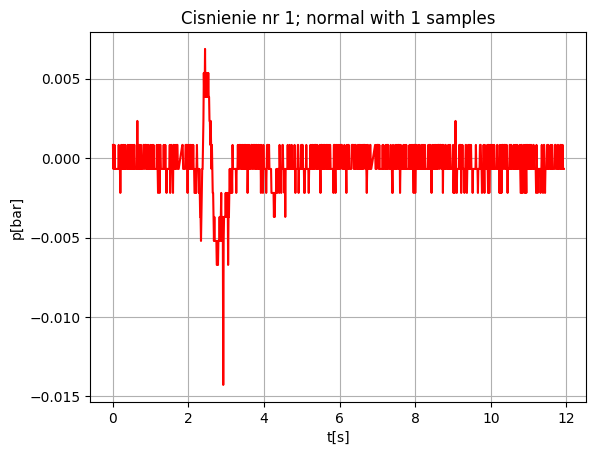 Cisnienie nr 1; normal with 1 samples
0.005
0.000
−0.005
−0.010
−0.015
p[bar]
0 2 4 6 8 10 12
t[s]